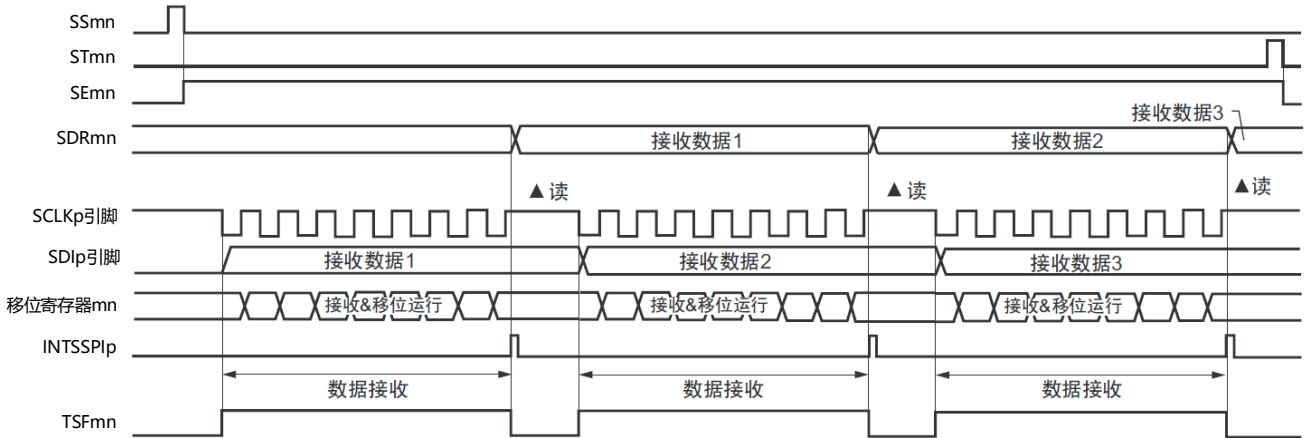 SSmn
STmn
SEmn
接收数据3
SDRmn
接收数据1
接收数据2
▲读
▲读
▲读
SCLKp引脚
SDIp引脚
接收数据1
接收数据2
接收数据3
移位寄存器mn
接收&移位运行
接收&移位运行
接收&移位运行
INTSSPIp
数据接收
数据接收
数据接收
TSFmn